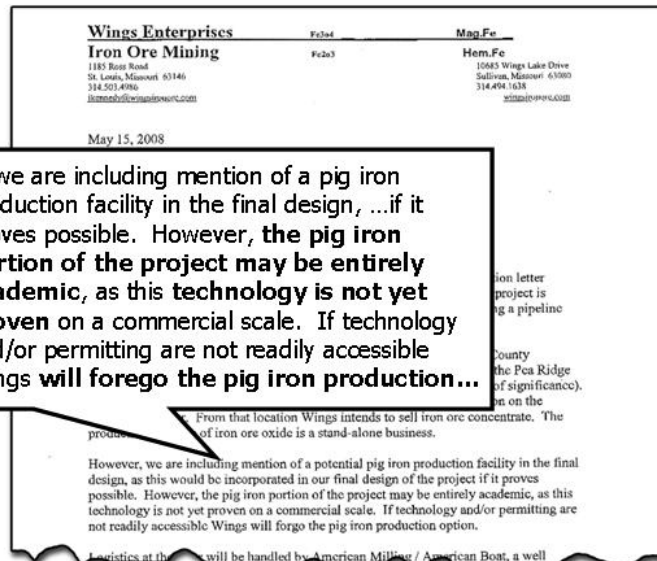 Wings Enterprises Fe3o4 Mag.Fe
Iron Ore Mining Fe2o3 Hem.Fe
1185 Ross Road 10685 Wings Lake Drive
St. Louis, Missouri 63146 Sullivan, Missouri 63080
314.503.4986 314.494.1638
May 15, 2008
we are including mention of a pig iron
duction facility in the final design, ...if it
ves possible. However, the pig iron
rtion of the project may be entirely
ademic, as this technology is not yet
oven on a commercial scale. If technology
d/or permitting are not readily accessible
ngs will forego the pig iron production...
ion letter
project is
g a pipeline
County
the Pea Ridge
of significance).
on on the
From that location Wings intends to sell iron ore concentrate. The
of iron ore oxide is a stand-alone business.
However, we are including mention of a potential pig iron production facility in the final
design, as this would be incorporated in our final design of the project if it proves
possible. However, the pig iron portion of the project may be entirely academic, as this
technology is not yet proven on a commercial scale. If technology and/or permitting are
not readily accessible Wings will forgo the pig iron production option.
Logistics at the will be handled by American Milling / American Boat, a well